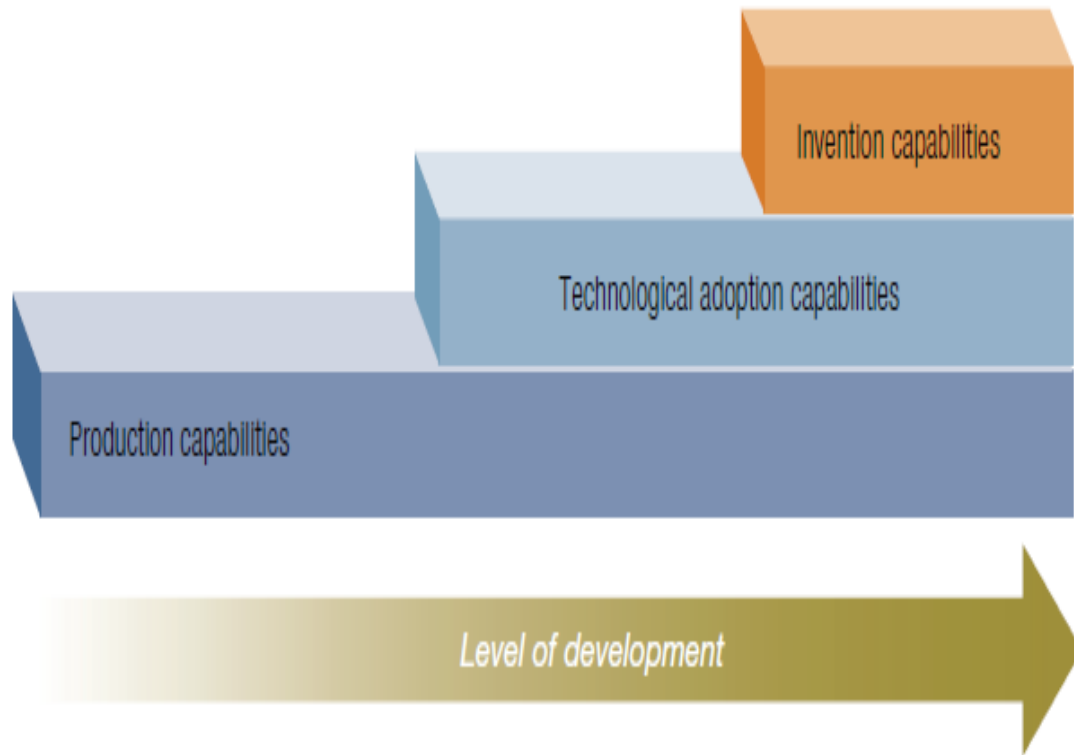 Invention capabilities
Technological adoption capabilities
Production capabilities
Level of development